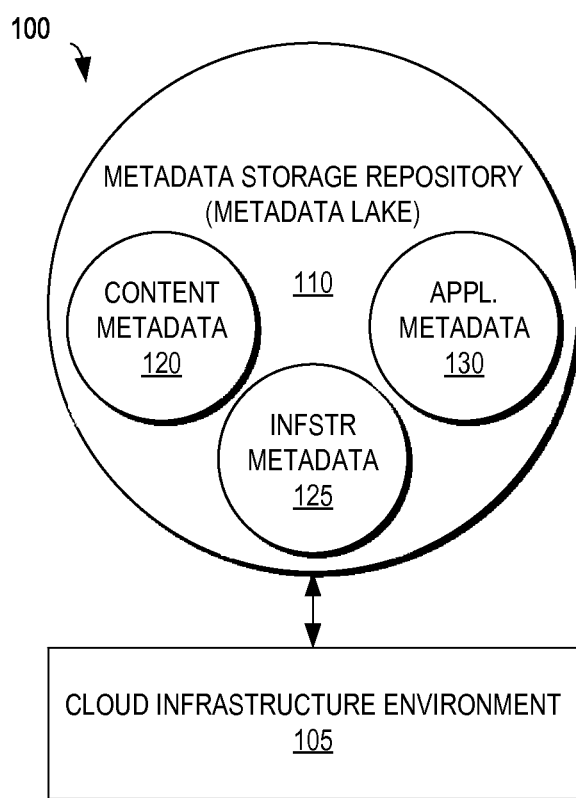 100
METADATA STORAGE REPOSITORY
(METADATA LAKE)
110
CONTENT
METADATA
120
APPL.
METADATA
130
INFSTR
METADATA
125
CLOUD INFRASTRUCTURE ENVIRONMENT
105